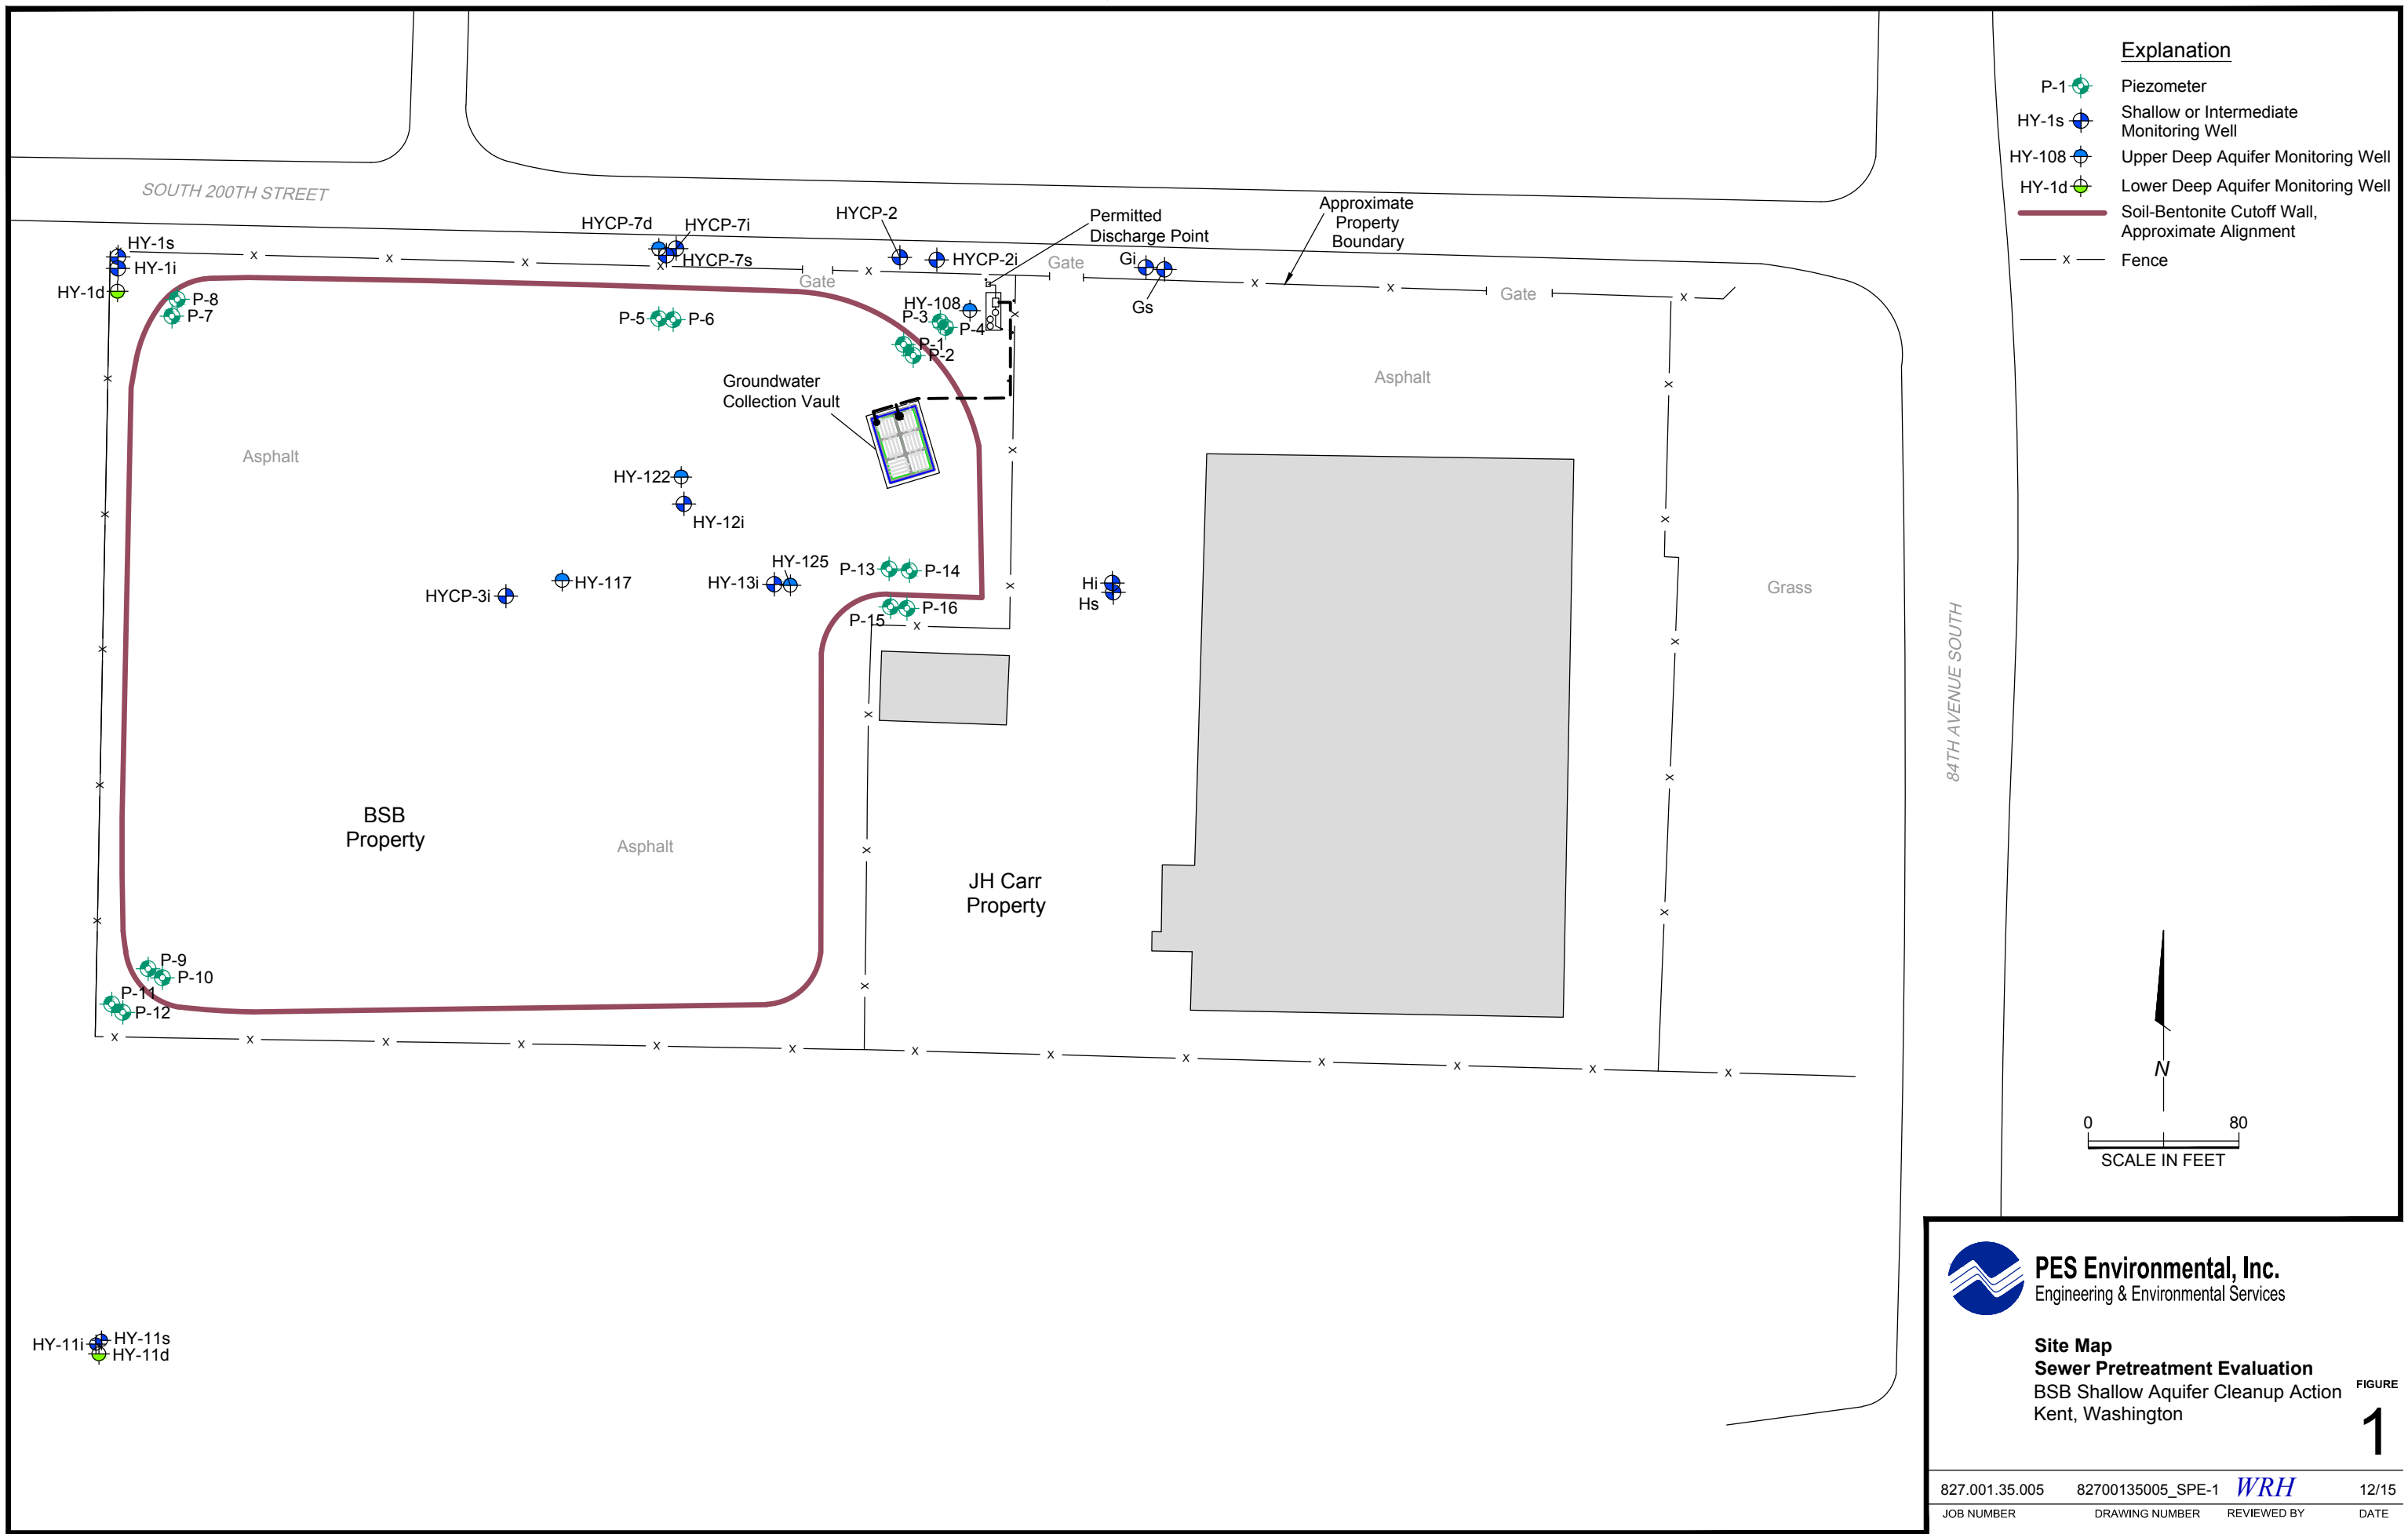 Explanation
P-1 Piezometer
HY-1s Shallow or Intermediate
Monitoring Well
HY-108 Upper Deep Aquifer Monitoring Well
HY-1d Lower Deep Aquifer Monitoring Well
Soil-Bentonite Cutoff Wall,
Approximate Alignment
x Fence
SOUTH 200TH STREET
HY-1s
HY-1i
HY-1d
P-8
P-7
HYCP-7d
HYCP-7i
HYCP-7s
HYCP-2
HYCP-2i
Permitted
Discharge Point
Approximate
Property
Boundary
Gate
Gate
Gate
Gi
Gs
P-5
P-6
HY-108
P-3
P-4
P-1
P-2
Groundwater
Collection Vault
Asphalt
Asphalt
HY-122
HY-12i
HYCP-3i
HY-117
HY-13i
HY-125
P-13
P-14
P-15
P-16
Hi
Hs
Grass
84TH AVENUE SOUTH
BSB
Property
Asphalt
JH Carr
Property
P-9
P-10
P-11
P-12
HY-11i
HY-11s
HY-11d
N
0 80
SCALE IN FEET
PES Environmental, Inc.
Engineering & Environmental Services
Site Map
Sewer Pretreatment Evaluation
BSB Shallow Aquifer Cleanup Action
Kent, Washington
FIGURE
1
827.001.35.005 82700135005_SPE-1 WRH 12/15
JOB NUMBER DRAWING NUMBER REVIEWED BY DATE